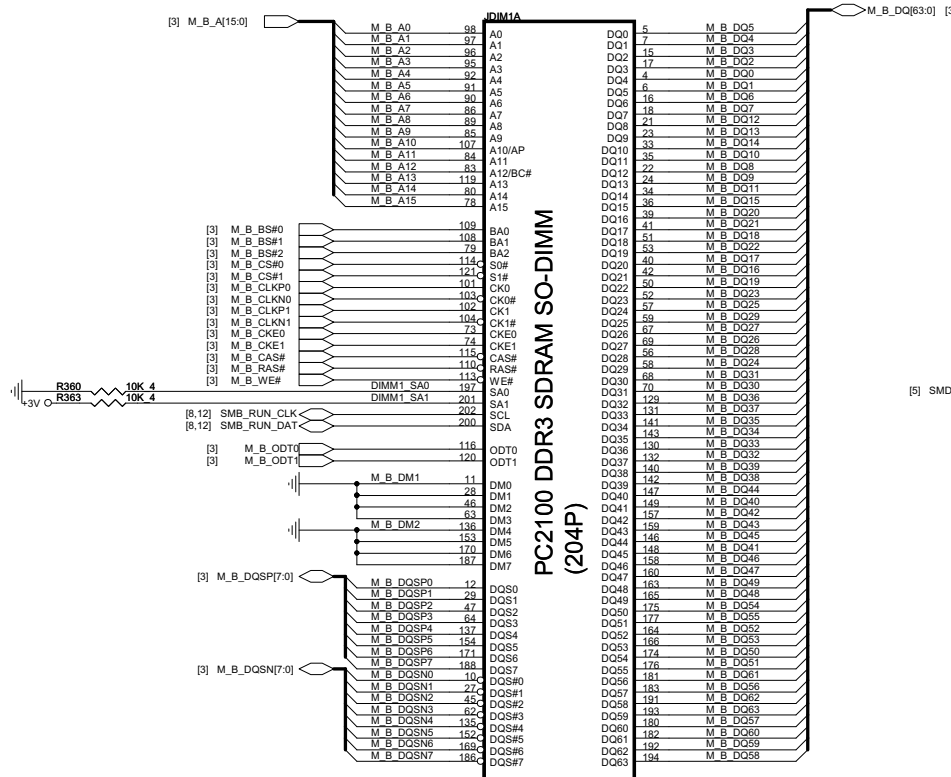 JDIM1A
[3] M_B_A[15:0]
M_B_A0 98 A0
M_B_A1 97 A1
M_B_A2 96 A2
M_B_A3 95 A3
M_B_A4 92 A4
M_B_A5 91 A5
M_B_A6 90 A6
M_B_A7 86 A7
M_B_A8 89 A8
M_B_A9 85 A9
M_B_A10 107 A10/AP
M_B_A11 84 A11
M_B_A12 83 A12/BC#
M_B_A13 119 A13
M_B_A14 80 A14
M_B_A15 78 A15
[3] M_B_BS#0 109 BA0
[3] M_B_BS#1 108 BA1
[3] M_B_BS#2 79 BA2
[3] M_B_CS#0 114 S0#
[3] M_B_CS#1 121 S1#
[3] M_B_CLKP0 101 CK0
[3] M_B_CLKN0 103 CK0#
[3] M_B_CLKP1 102 CK1
[3] M_B_CLKN1 104 CK1#
[3] M_B_CKE0 73 CKE0
[3] M_B_CKE1 74 CKE1
[3] M_B_CAS# 115 CAS#
[3] M_B_RAS# 110 RAS#
[3] M_B_WE# 113 WE#
R360 10K_4 DIMM1_SA0 197 SA0
+3V R363 10K_4 DIMM1_SA1 201 SA1
[8,12] SMB_RUN_CLK 202 SCL
[8,12] SMB_RUN_DAT 200 SDA
[3] M_B_ODT0 116 ODT0
[3] M_B_ODT1 120 ODT1
M_B_DM1 11 DM0
28 DM1
46 DM2
63 DM3
M_B_DM2 136 DM4
153 DM5
170 DM6
187 DM7
[3] M_B_DQSP[7:0]
M_B_DQSP0 12 DQS0
M_B_DQSP1 29 DQS1
M_B_DQSP2 47 DQS2
M_B_DQSP3 64 DQS3
M_B_DQSP4 137 DQS4
M_B_DQSP5 154 DQS5
M_B_DQSP6 171 DQS6
M_B_DQSP7 188 DQS7
[3] M_B_DQSN[7:0]
M_B_DQSN0 10 DQS#0
M_B_DQSN1 27 DQS#1
M_B_DQSN2 45 DQS#2
M_B_DQSN3 62 DQS#3
M_B_DQSN4 135 DQS#4
M_B_DQSN5 152 DQS#5
M_B_DQSN6 169 DQS#6
M_B_DQSN7 186 DQS#7
PC2100 DDR3 SDRAM SO-DIMM
(204P)
M_B_DQ[63:0] [3
DQ0 5 M_B_DQ5
DQ1 7 M_B_DQ4
DQ2 15 M_B_DQ3
DQ3 17 M_B_DQ2
DQ4 4 M_B_DQ0
DQ5 6 M_B_DQ1
DQ6 16 M_B_DQ6
DQ7 18 M_B_DQ7
DQ8 21 M_B_DQ12
DQ9 23 M_B_DQ13
DQ10 33 M_B_DQ14
DQ11 35 M_B_DQ10
DQ12 22 M_B_DQ8
DQ13 24 M_B_DQ9
DQ14 34 M_B_DQ11
DQ15 36 M_B_DQ15
DQ16 39 M_B_DQ20
DQ17 41 M_B_DQ21
DQ18 51 M_B_DQ18
DQ19 53 M_B_DQ22
DQ20 40 M_B_DQ17
DQ21 42 M_B_DQ16
DQ22 50 M_B_DQ19
DQ23 52 M_B_DQ23
DQ24 57 M_B_DQ25
DQ25 59 M_B_DQ29
DQ26 67 M_B_DQ27
DQ27 69 M_B_DQ26
DQ28 56 M_B_DQ28
DQ29 58 M_B_DQ24
DQ30 68 M_B_DQ31
DQ31 70 M_B_DQ30
DQ32 129 M_B_DQ36
DQ33 131 M_B_DQ37
DQ34 141 M_B_DQ35
DQ35 143 M_B_DQ34
DQ36 130 M_B_DQ33
DQ37 132 M_B_DQ32
DQ38 140 M_B_DQ39
DQ39 142 M_B_DQ38
DQ40 147 M_B_DQ44
DQ41 149 M_B_DQ40
DQ42 157 M_B_DQ42
DQ43 159 M_B_DQ43
DQ44 146 M_B_DQ45
DQ45 148 M_B_DQ41
DQ46 158 M_B_DQ46
DQ47 160 M_B_DQ47
DQ48 163 M_B_DQ49
DQ49 165 M_B_DQ48
DQ50 175 M_B_DQ54
DQ51 177 M_B_DQ55
DQ52 164 M_B_DQ52
DQ53 166 M_B_DQ53
DQ54 174 M_B_DQ50
DQ55 176 M_B_DQ51
DQ56 181 M_B_DQ61
DQ57 183 M_B_DQ56
DQ58 191 M_B_DQ62
DQ59 193 M_B_DQ63
DQ60 180 M_B_DQ57
DQ61 182 M_B_DQ60
DQ62 192 M_B_DQ59
DQ63 194 M_B_DQ58
[5] SMD